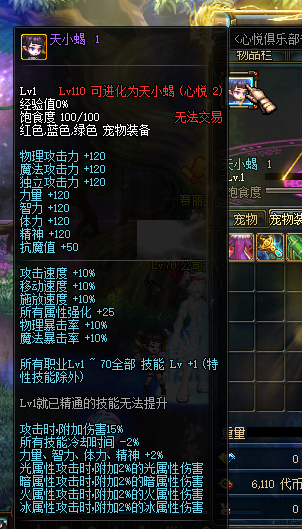 天小蝎 1
Lv1 Lv110 可进化为天小蝎 (心悦 2)
经验值0%
饱食度 100/100 无法交易
红色,蓝色,绿色 宠物装备
物理攻击力 +120
魔法攻击力 +120
独立攻击力 +120
力量 +120
智力 +120
体力 +120
精神 +120
抗魔值 +50
攻击速度 +10%
移动速度 +10%
施放速度 +10%
所有属性强化 +25
物理暴击率 +10%
魔法暴击率 +10%
所有职业Lv1 ~ 70全部 技能 Lv +1 (特
性技能除外)
Lv1就已精通的技能无法提升
攻击时,附加伤害15%
所有技能冷却时间 -2%
力量、智力、体力、精神 +2%
光属性攻击时,附加2%的光属性伤害
暗属性攻击时,附加2%的暗属性伤害
火属性攻击时,附加2%的火属性伤害
冰属性攻击时,附加2%的冰属性伤害
<心悦俱乐部
物品栏
天小蝎
Lv.1
饱食度
宠物 宠物装
赛丽
Lv 70 公
重量
0
6,110 代币
0